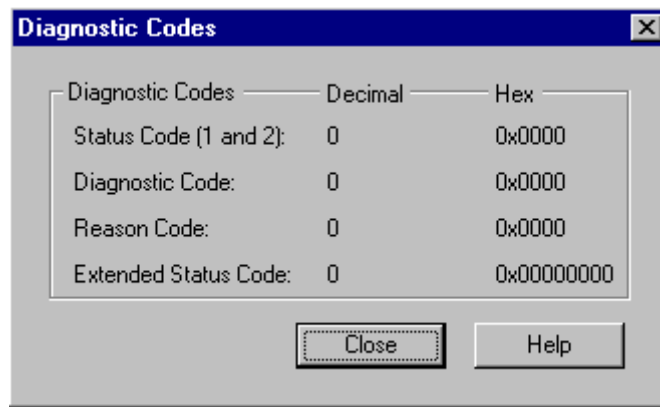 Diagnostic Codes
Diagnostic Codes Decimal Hex
Status Code (1 and 2): 0 0x0000
Diagnostic Code: 0 0x0000
Reason Code: 0 0x0000
Extended Status Code: 0 0x00000000
Close Help